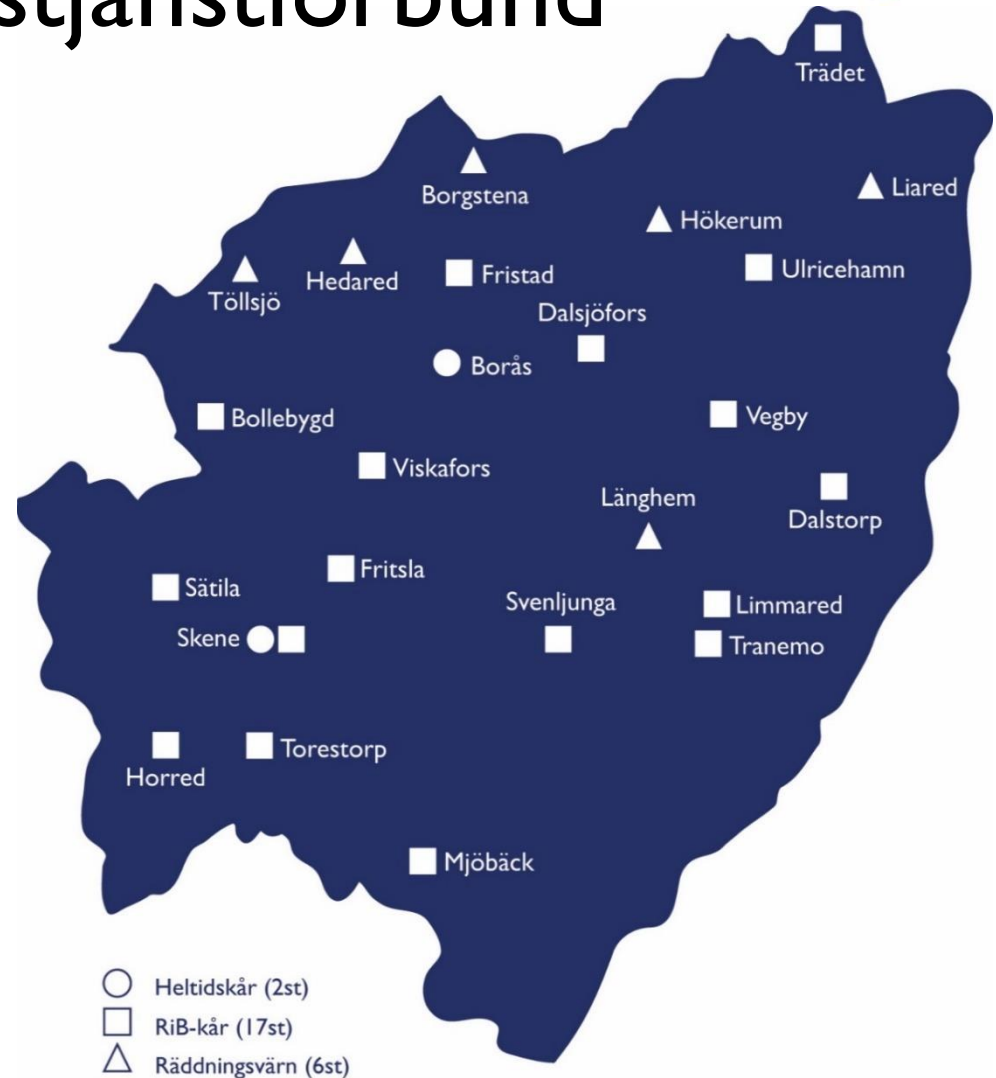 stjänstförbund
Trädet
Borgstena
Liared
Hökerum
Hedared
Fristad
Ulricehamn
Töllsjö
Dalsjöfors
Borås
Bollebygd
Vegby
Viskafors
Länghem
Dalstorp
Fritsla
Sätila
Svenljunga
Limmared
Skene
Tranemo
Horred
Torestorp
Mjöbäck
Heltidskår (2st)
RiB-kår (17st)
Räddningsvärn (6st)